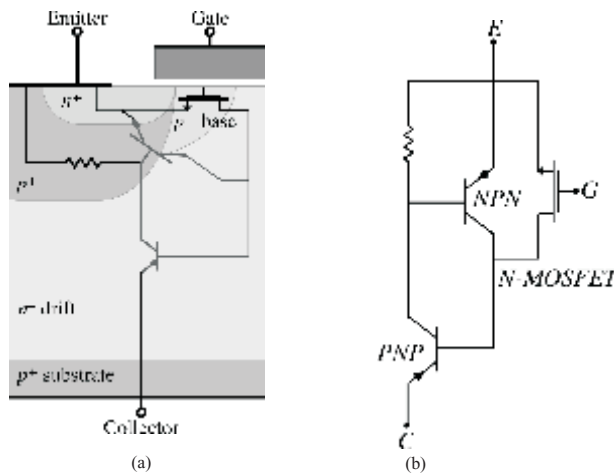 Emitter
Gate
n+
p
base
p+
n− drift
p+ substrate
Collector
(a)
E
NPN
G
N-MOSFET
PNP
C
(b)